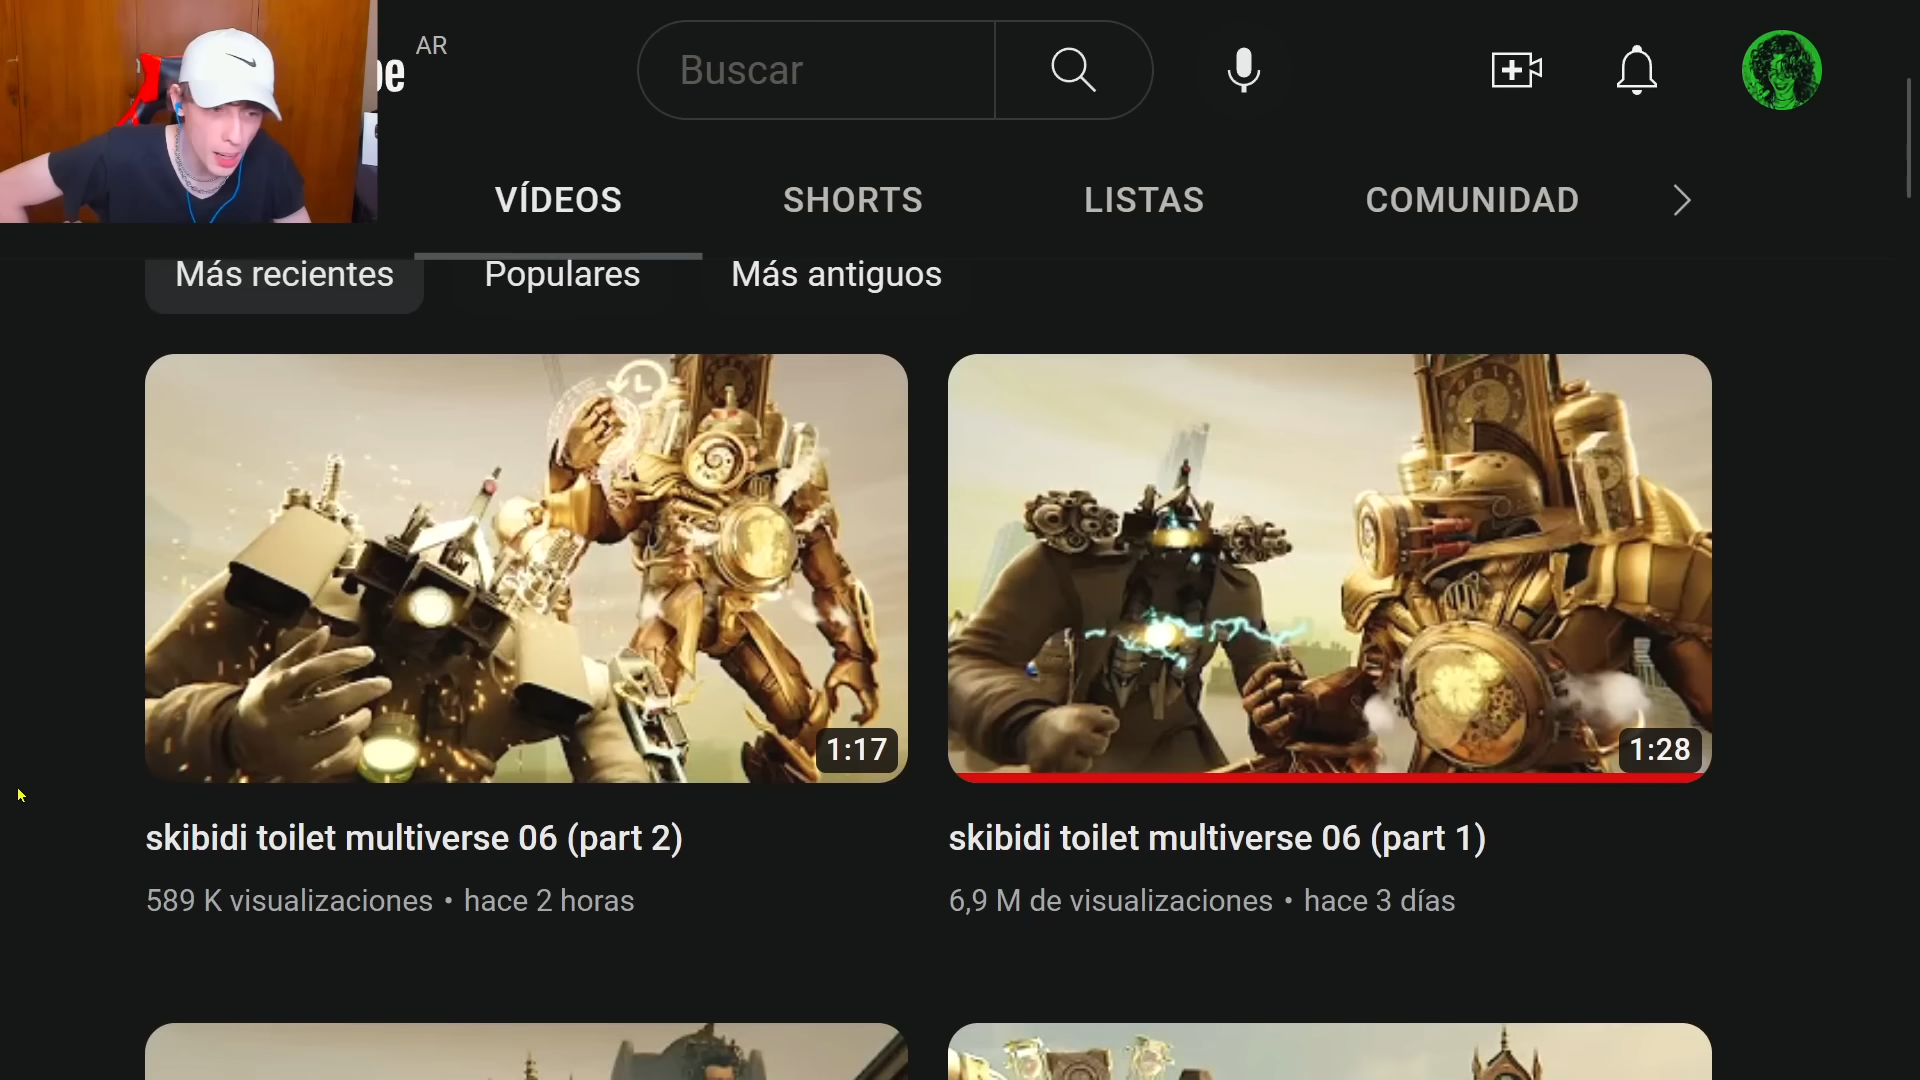 be AR
Buscar
VÍDEOS SHORTS LISTAS COMUNIDAD
Más recientes Populares Más antiguos
1:17
1:28
skibidi toilet multiverse 06 (part 2)
589 K visualizaciones • hace 2 horas
skibidi toilet multiverse 06 (part 1)
6,9 M de visualizaciones • hace 3 días